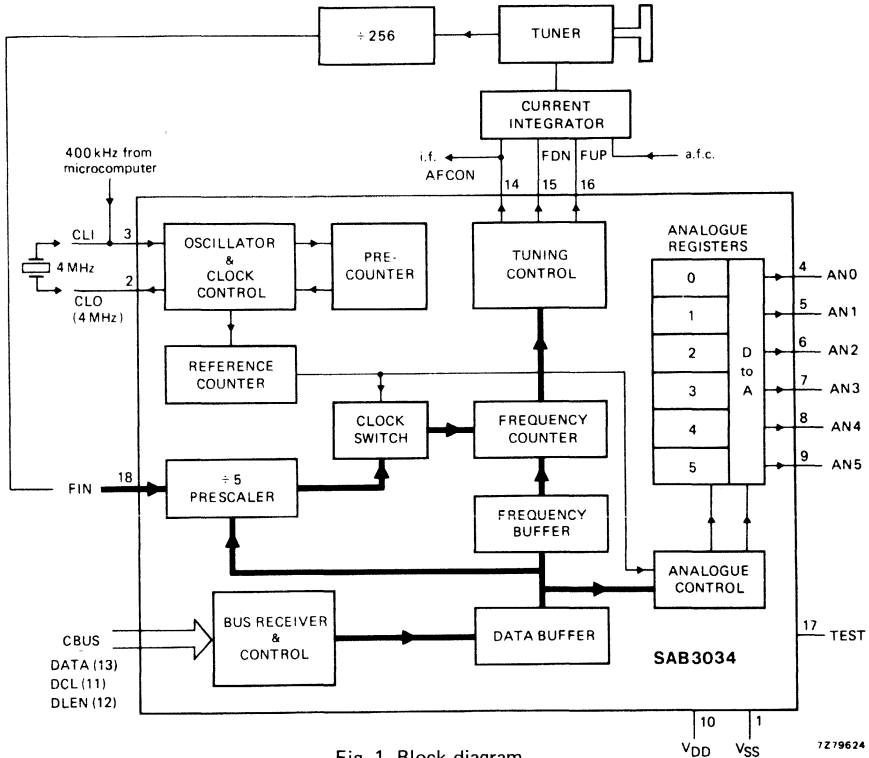 ÷ 256
TUNER
CURRENT
INTEGRATOR
400 kHz from
microcomputer
i.f.
AFCON
FDN
FUP
a.f.c.
14
15
16
CLI
3
4 MHz
2
CLO
(4 MHz)
OSCILLATOR
&
CLOCK
CONTROL
PRE-
COUNTER
TUNING
CONTROL
ANALOGUE
REGISTERS
0
1
2
3
4
5
D
to
A
4 AN0
5 AN1
6 AN2
7 AN3
8 AN4
9 AN5
REFERENCE
COUNTER
CLOCK
SWITCH
FREQUENCY
COUNTER
FIN
18
÷ 5
PRESCALER
FREQUENCY
BUFFER
ANALOGUE
CONTROL
BUS RECEIVER
&
CONTROL
DATA BUFFER
CBUS
DATA (13)
DCL (11)
DLEN (12)
17
TEST
SAB3034
10
1
VDD
VSS
7Z79624
Fig. 1 Block diagram